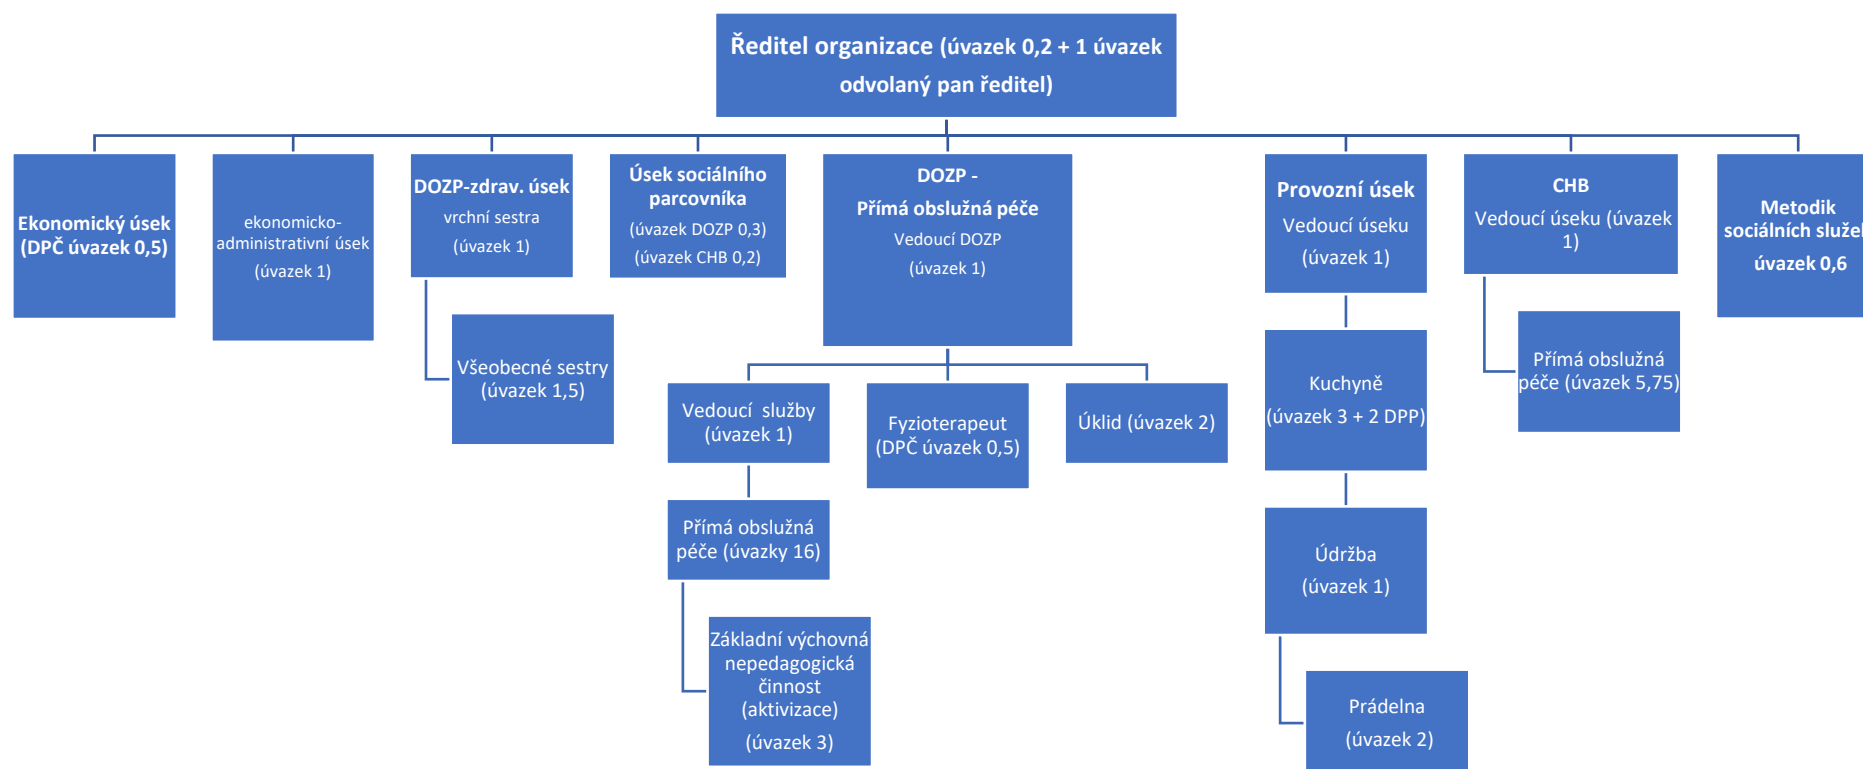 Ředitel organizace (úvazek 0,2 + 1 úvazek
odvolaný pan ředitel)
Ekonomický úsek
(DPČ úvazek 0,5)
ekonomicko-
administrativní úsek
(úvazek 1)
DOZP-zdrav. úsek
vrchní sestra
(úvazek 1)
Všeobecné sestry
(úvazek 1,5)
Úsek sociálního
parcovníka
(úvazek DOZP 0,3)
(úvazek CHB 0,2)
DOZP -
Přímá obslužná péče
Vedoucí DOZP
(úvazek 1)
Vedoucí služby
(úvazek 1)
Přímá obslužná
péče (úvazky 16)
Základní výchovná
nepedagogická
činnost
(aktivizace)
(úvazek 3)
Fyzioterapeut
(DPČ úvazek 0,5)
Úklid (úvazek 2)
Provozní úsek
Vedoucí úseku
(úvazek 1)
Kuchyně
(úvazek 3 + 2 DPP)
Údržba
(úvazek 1)
Prádelna
(úvazek 2)
CHB
Vedoucí úseku (úvazek
1)
Přímá obslužná
péče (úvazek 5,75)
Metodik
sociálních služeb
úvazek 0,6